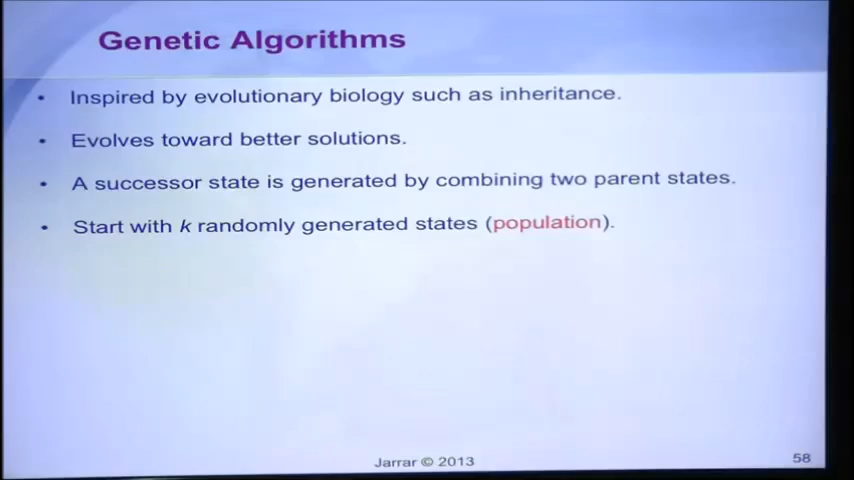 Genetic Algorithms
• Inspired by evolutionary biology such as inheritance.
• Evolves toward better solutions.
• A successor state is generated by combining two parent states.
• Start with k randomly generated states (population).
Jarrar © 2013
58